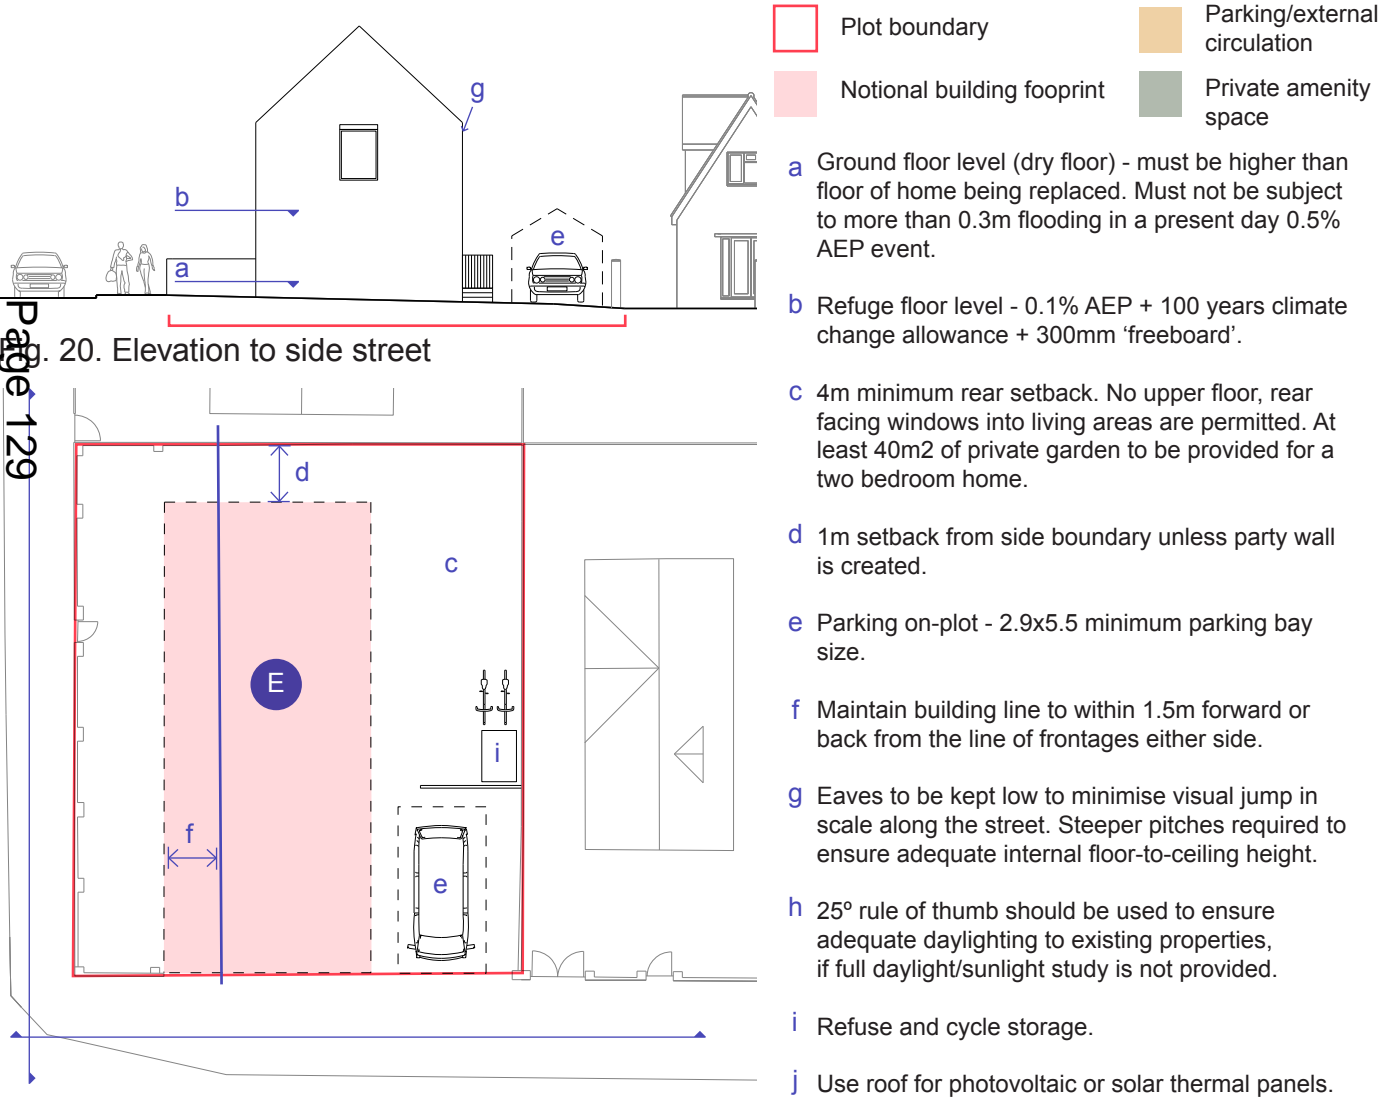 Plot boundary
Parking/external
circulation
Notional building fooprint
Private amenity
space
g
b
a
e
Page 129
Fig. 20. Elevation to side street
d
c
E
i
f
e
a Ground floor level (dry floor) - must be higher than
floor of home being replaced. Must not be subject
to more than 0.3m flooding in a present day 0.5%
AEP event.
b Refuge floor level - 0.1% AEP + 100 years climate
change allowance + 300mm ‘freeboard’.
c 4m minimum rear setback. No upper floor, rear
facing windows into living areas are permitted. At
least 40m2 of private garden to be provided for a
two bedroom home.
d 1m setback from side boundary unless party wall
is created.
e Parking on-plot - 2.9x5.5 minimum parking bay
size.
f Maintain building line to within 1.5m forward or
back from the line of frontages either side.
g Eaves to be kept low to minimise visual jump in
scale along the street. Steeper pitches required to
ensure adequate internal floor-to-ceiling height.
h 25º rule of thumb should be used to ensure
adequate daylighting to existing properties,
if full daylight/sunlight study is not provided.
i Refuse and cycle storage.
j Use roof for photovoltaic or solar thermal panels.